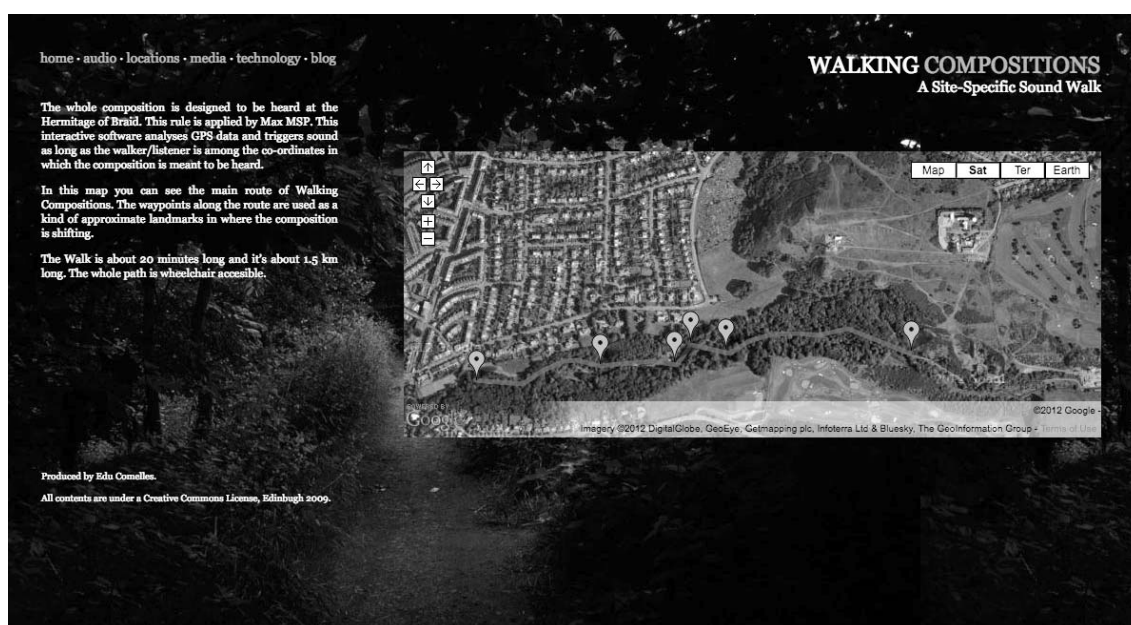 home · audio · locations · media · technology · blog
WALKING COMPOSITIONS
A Site-Specific Sound Walk
The whole composition is designed to be heard at the
Hermitage of Braid. This rule is applied by Max MSP. This
interactive software analyses GPS data and triggers sound
as long as the walker/listener is among the co-ordinates in
which the composition is meant to be heard.
In this map you can see the main route of Walking
Compositions. The waypoints along the route are used as a
kind of approximate landmarks in where the composition
is shifting.
The Walk is about 20 minutes long and it's about 1.5 km
long. The whole path is wheelchair accesible.
Map Sat Ter Earth
POWERED BY
Google
©2012 Google -
Imagery ©2012 DigitalGlobe, GeoEye, Getmapping plc, Infoterra Ltd & Bluesky, The GeoInformation Group - Terms of Use
Produced by Edu Comelles.
All contents are under a Creative Commons License, Edinbugh 2009.